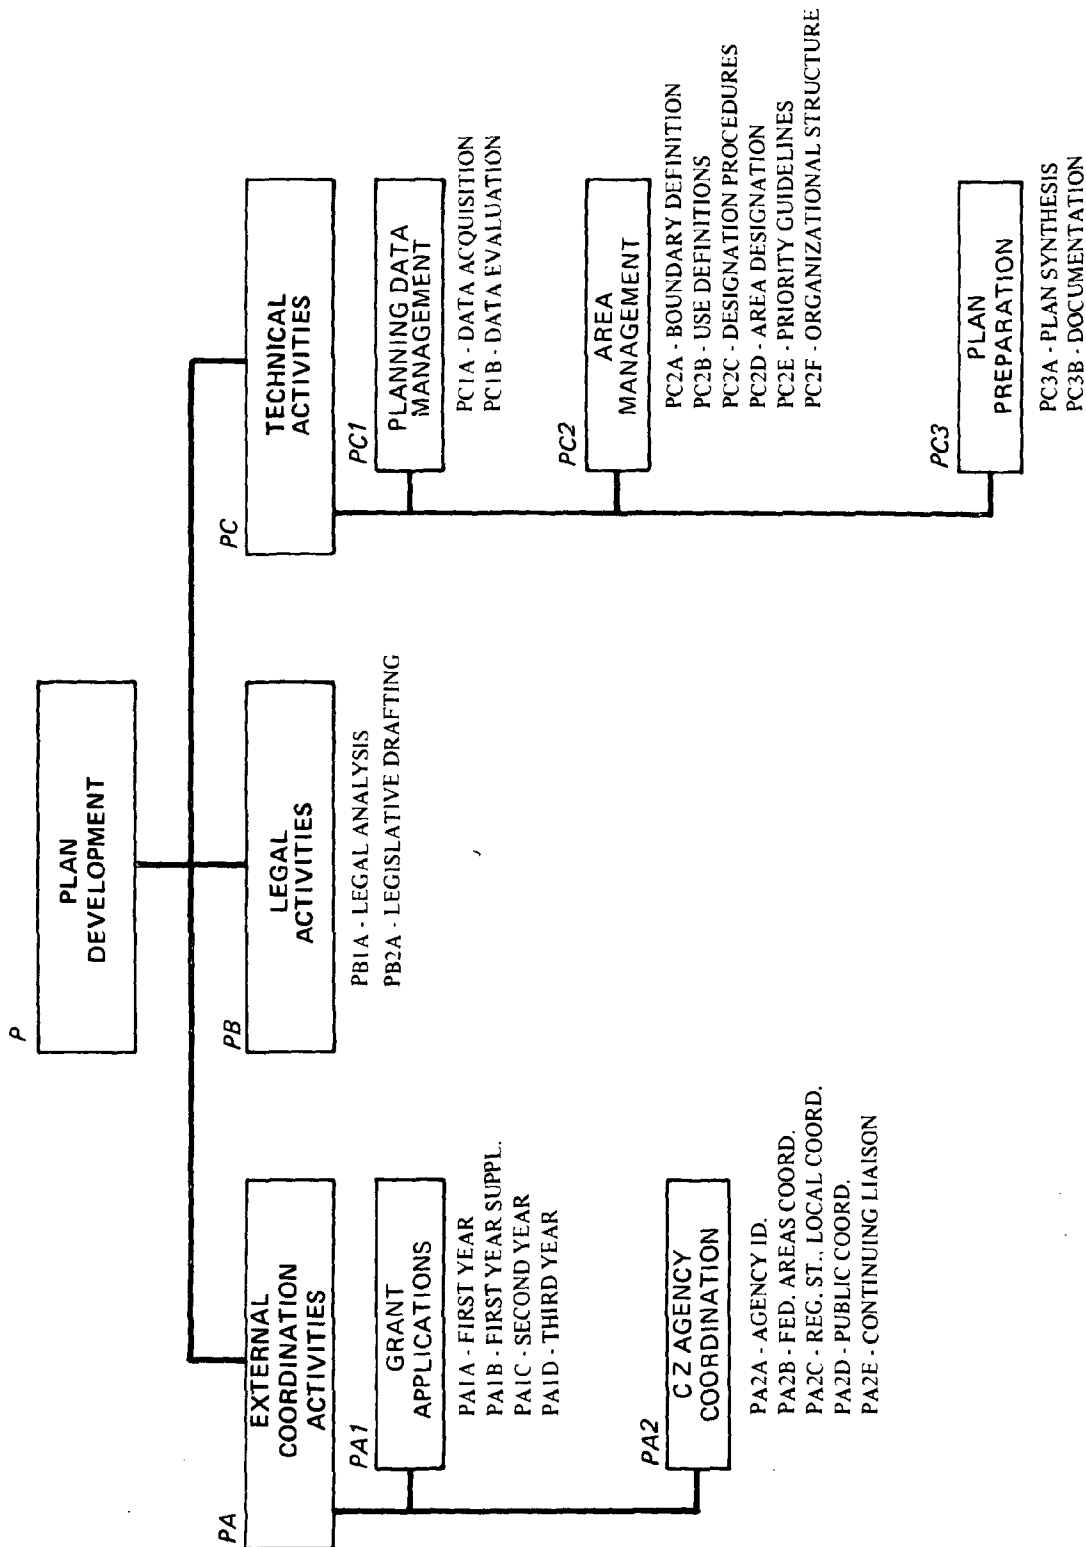 P
PLAN
DEVELOPMENT
PA
EXTERNAL
COORDINATION
ACTIVITIES
PA1
GRANT
APPLICATIONS
PA1A - FIRST YEAR
PA1B - FIRST YEAR SUPPL.
PA1C - SECOND YEAR
PA1D - THIRD YEAR
PA2
C Z AGENCY
COORDINATION
PA2A - AGENCY ID.
PA2B - FED. AREAS COORD.
PA2C - REG. ST., LOCAL COORD.
PA2D - PUBLIC COORD.
PA2E - CONTINUING LIAISON
PB
LEGAL
ACTIVITIES
PB1A - LEGAL ANALYSIS
PB2A - LEGISLATIVE DRAFTING
PC
TECHNICAL
ACTIVITIES
PC1
PLANNING DATA
MANAGEMENT
PC1A - DATA ACQUISITION
PC1B - DATA EVALUATION
PC2
AREA
MANAGEMENT
PC2A - BOUNDARY DEFINITION
PC2B - USE DEFINITIONS
PC2C - DESIGNATION PROCEDURES
PC2D - AREA DESIGNATION
PC2E - PRIORITY GUIDELINES
PC2F - ORGANIZATIONAL STRUCTURE
PC3
PLAN
PREPARATION
PC3A - PLAN SYNTHESIS
PC3B - DOCUMENTATION